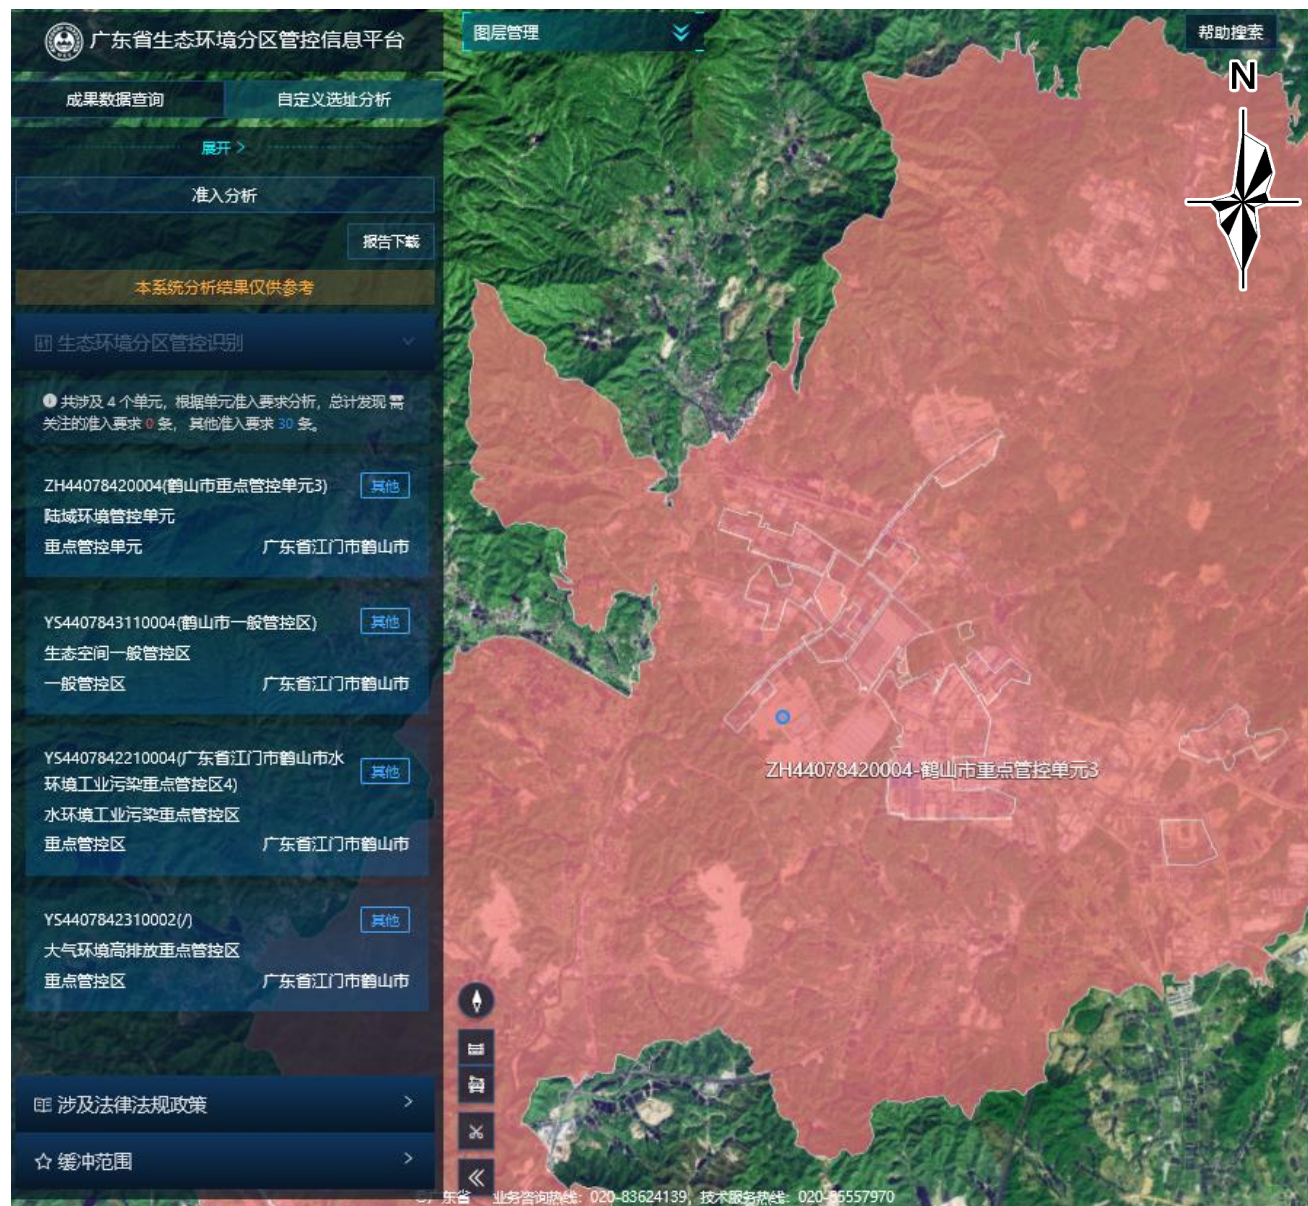 广东省生态环境分区管控信息平台
图层管理
帮助搜索
N
成果数据查询
自定义选址分析
展开 >
准入分析
报告下载
本系统分析结果仅供参考
生态环境分区管控识别
共涉及 4 个单元，根据单元准入要求分析，总计发现需
关注的准入要求 0 条，其他准入要求 30 条。
ZH44078420004(鹤山市重点管控单元3)
其他
陆域环境管控单元
重点管控单元
广东省江门市鹤山市
YS4407843110004(鹤山市一般管控区)
其他
生态空间一般管控区
一般管控区
广东省江门市鹤山市
YS4407842210004(广东省江门市鹤山市水
环境工业污染重点管控区4)
其他
水环境工业污染重点管控区
重点管控区
广东省江门市鹤山市
YS4407842310002(/)
其他
大气环境高排放重点管控区
重点管控区
广东省江门市鹤山市
涉及法律法规政策
缓冲范围
ZH44078420004-鹤山市重点管控单元3
©广东省 业务咨询热线：020-83624139，技术服务热线：020-85557970